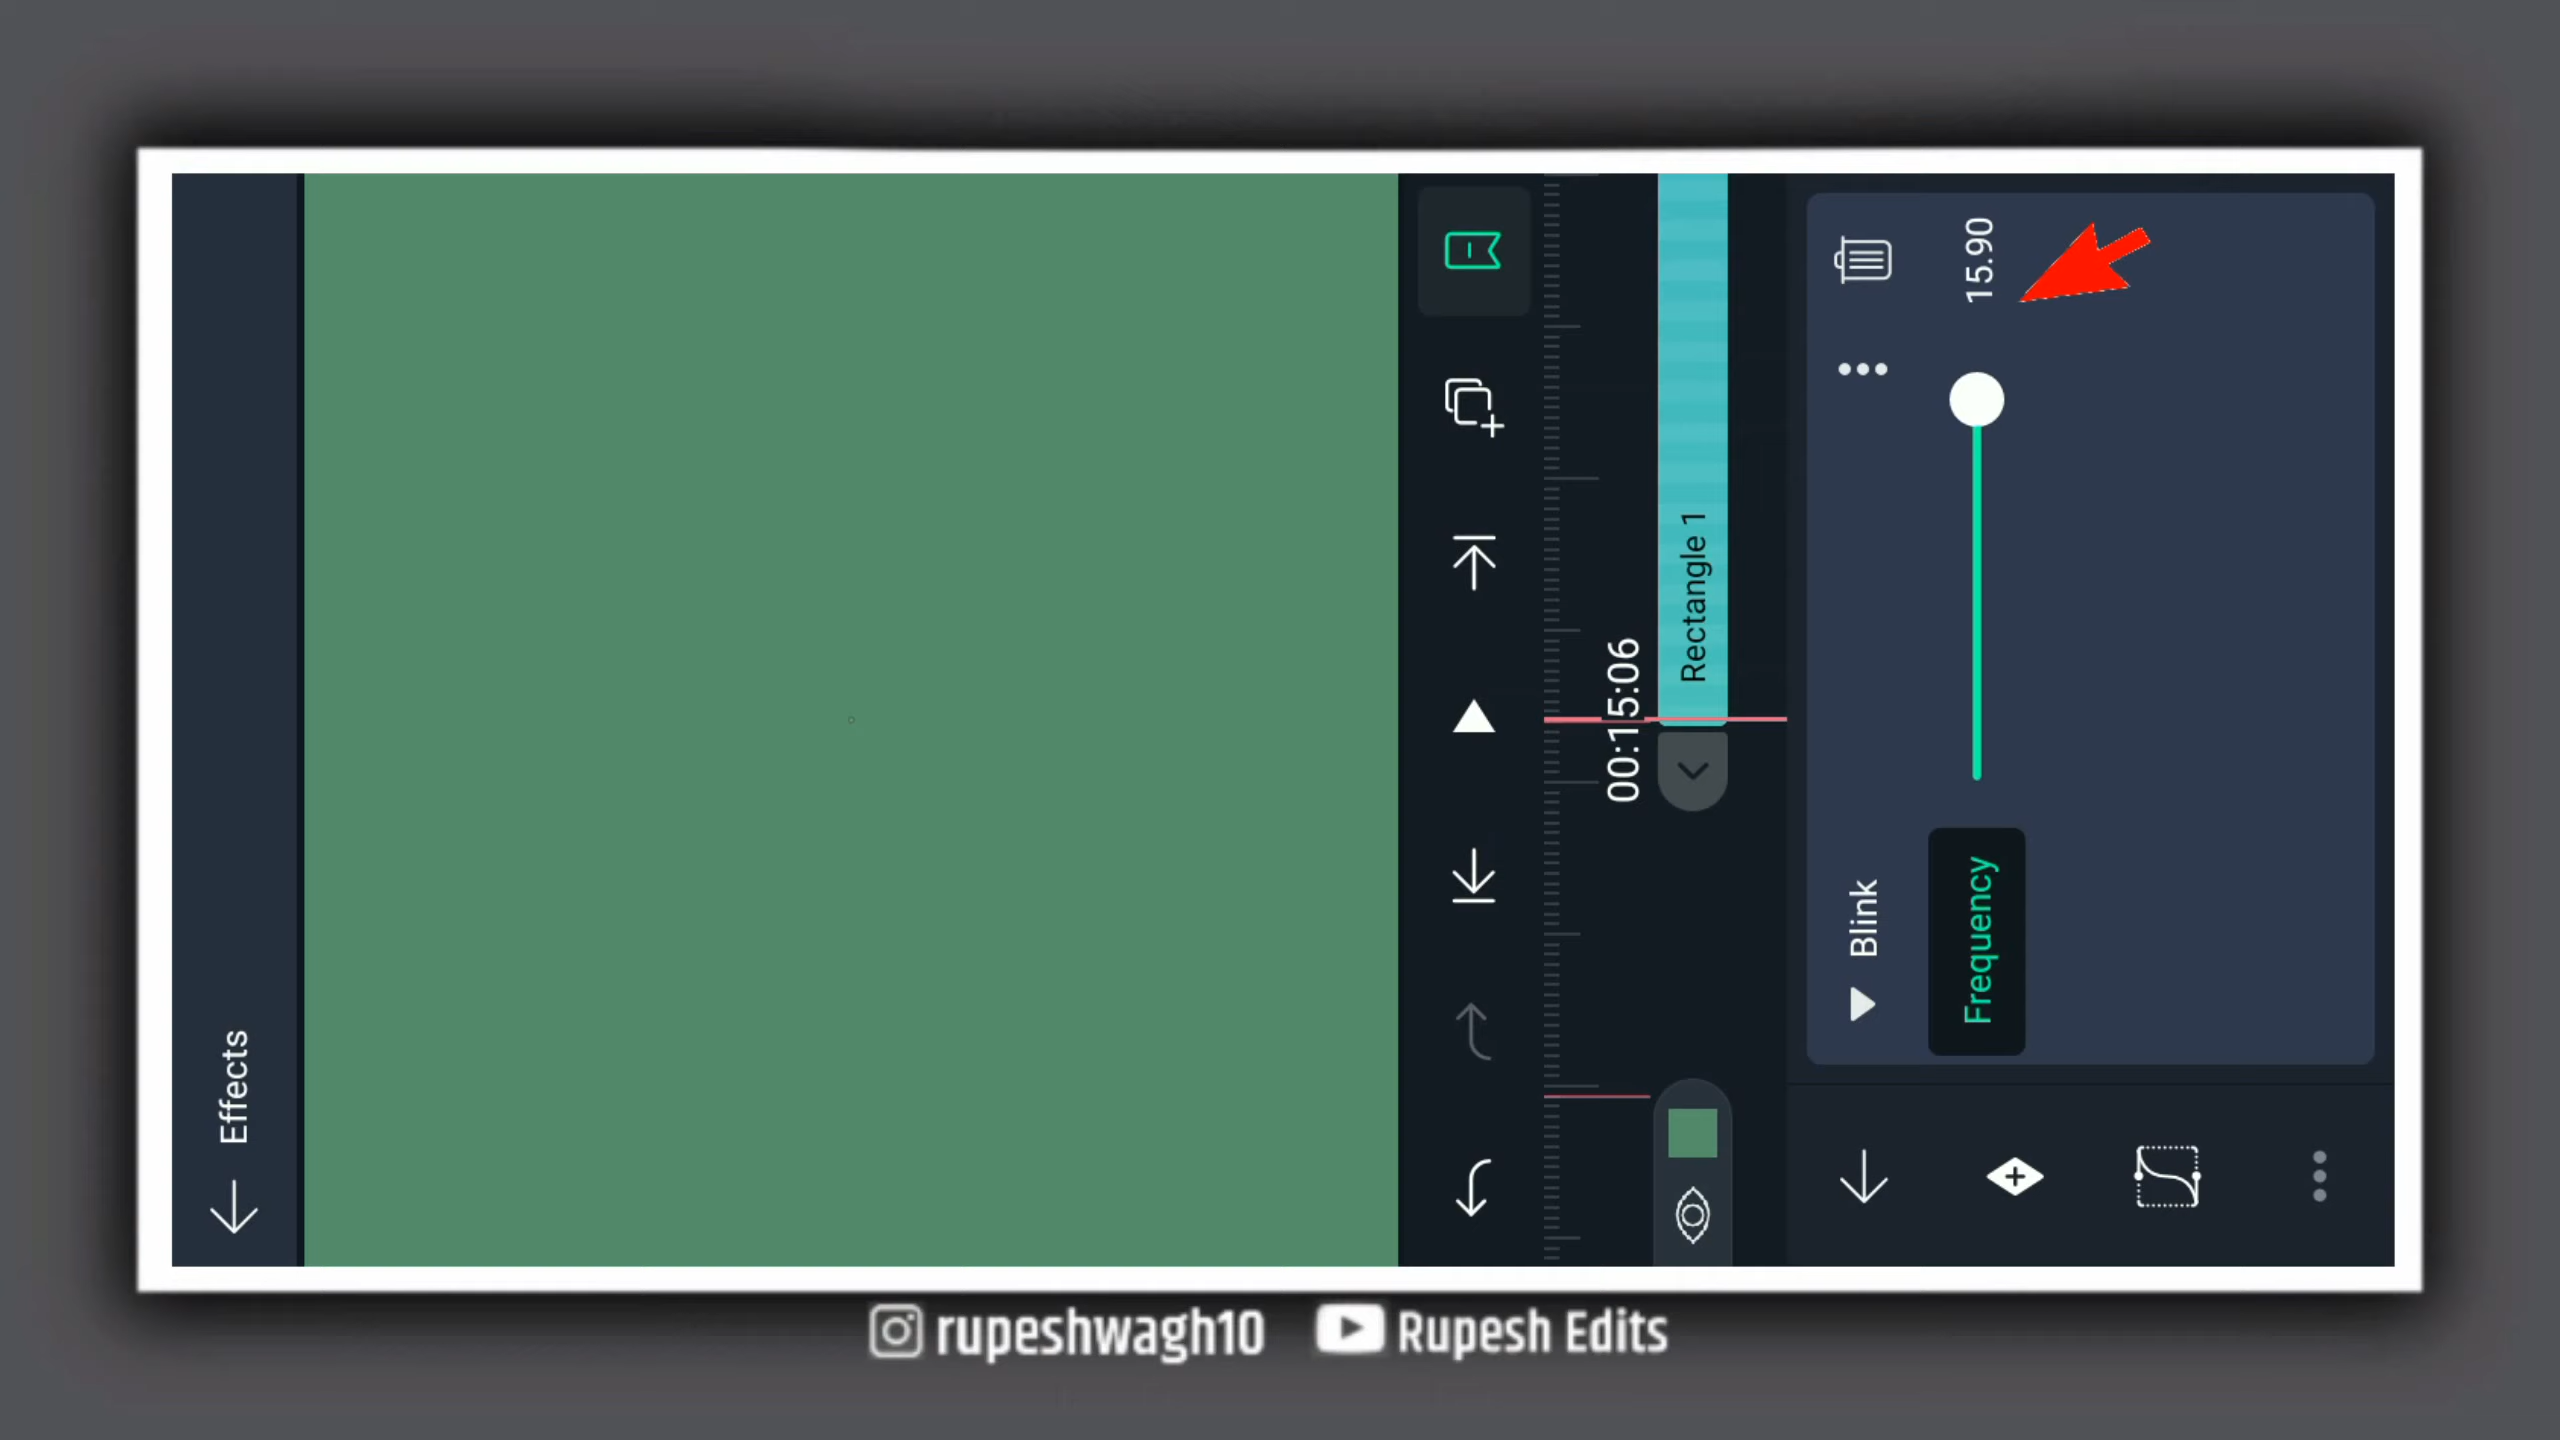 Effects
00:15:06
Rectangle 1
Blink
Frequency
15.90
rupeshwagh10
Rupesh Edits